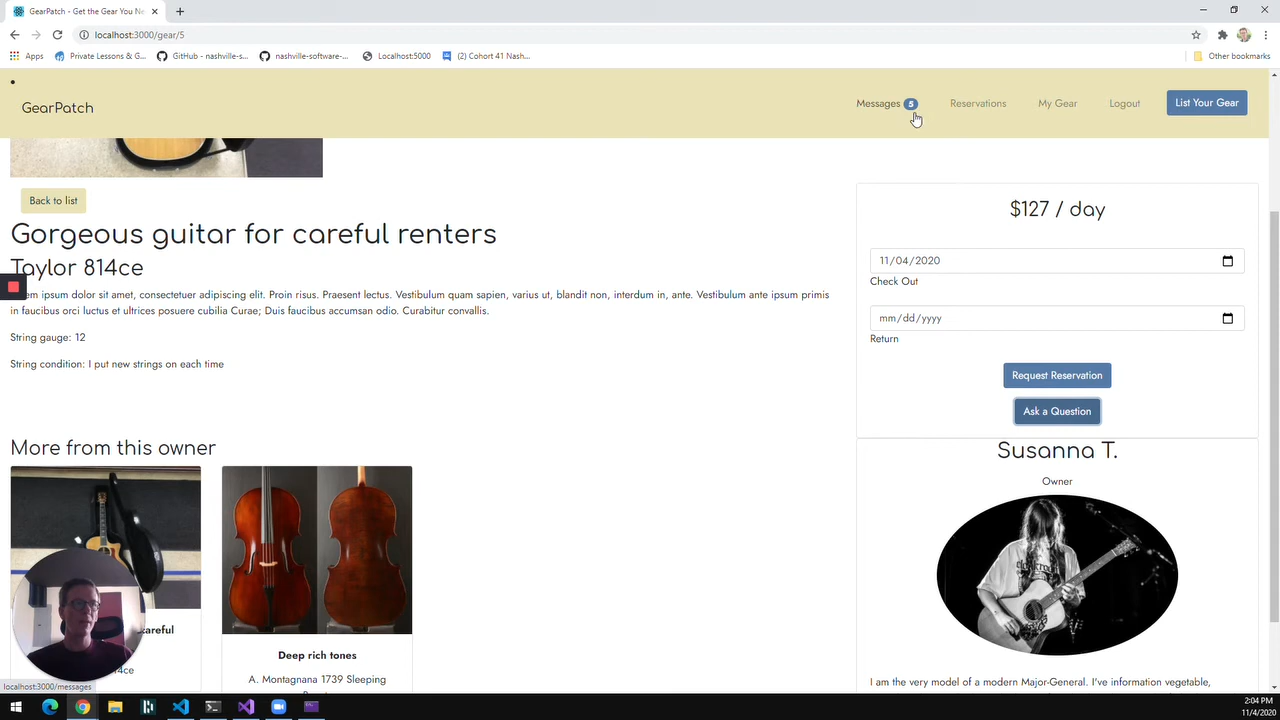 GearPatch - Get the Gear You Ne
localhost:3000/gear/5
Apps
Private Lessons & G...
GitHub - nashville-s...
nashville-software-...
Localhost:5000
(2) Cohort 41 Nash...
Other bookmarks
GearPatch
Messages 5
Reservations
My Gear
Logout
List Your Gear
Back to list
Gorgeous guitar for careful renters
Taylor 814ce
em ipsum dolor sit amet, consectetuer adipiscing elit. Proin risus. Praesent lectus. Vestibulum quam sapien, varius ut, blandit non, interdum in, ante. Vestibulum ante ipsum primis
in faucibus orci luctus et ultrices posuere cubilia Curae; Duis faucibus accumsan odio. Curabitur convallis.
String gauge: 12
String condition: I put new strings on each time
$127 / day
11/04/2020
Check Out
mm/dd/yyyy
Return
Request Reservation
Ask a Question
More from this owner
careful
14ce
Deep rich tones
A. Montagnana 1739 Sleeping
Susanna T.
Owner
I am the very model of a modern Major-General. I've information vegetable,
localhost:3000/messages
2:04 PM
11/4/2020